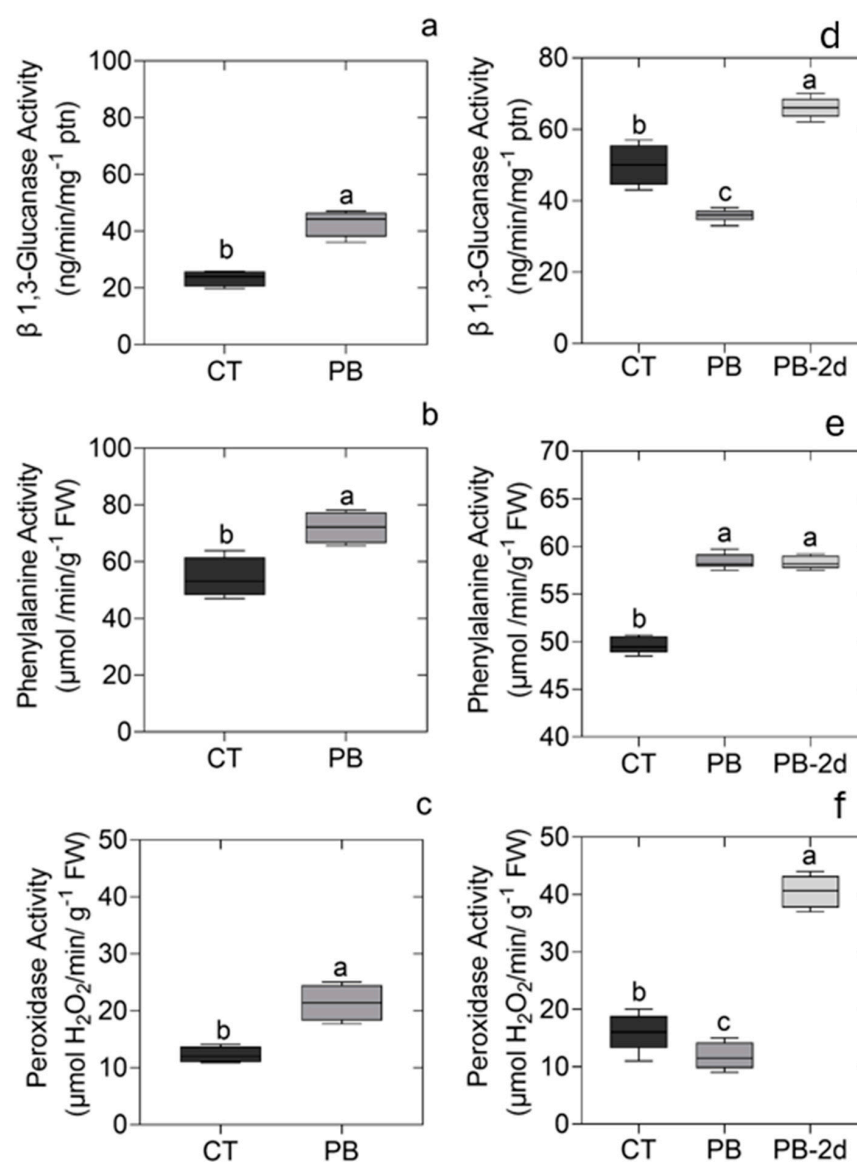 a
β 1,3-Glucanase Activity
(ng/min/mg⁻¹ ptn)
100
80
60
40
20
0
b
a
CT PB
d
β 1,3-Glucanase Activity
(ng/min/mg⁻¹ ptn)
80
60
40
20
0
b
c
a
CT PB PB-2d
b
Phenylalanine Activity
(µmol /min/g⁻¹ FW)
100
80
60
40
20
0
b
a
CT PB
e
Phenylalanine Activity
(µmol /min/g⁻¹ FW)
70
65
60
55
50
45
40
b
a
a
CT PB PB-2d
c
Peroxidase Activity
(µmol H₂O₂/min/ g⁻¹ FW)
50
40
30
20
10
0
b
a
CT PB
f
Peroxidase Activity
(µmol H₂O₂/min/ g⁻¹ FW)
50
40
30
20
10
0
b
c
a
CT PB PB-2d